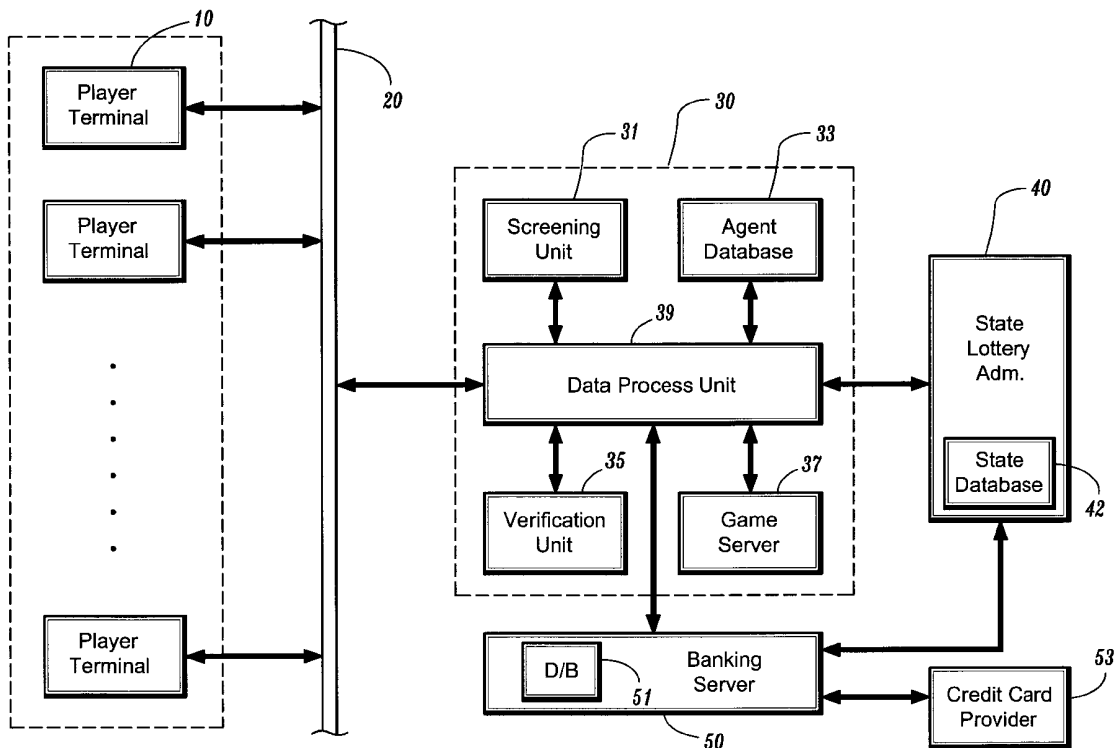 10
Player
Terminal
20
Player
Terminal
Player
Terminal
30
31
33
Screening
Unit
Agent
Database
39
Data Process Unit
35
37
Verification
Unit
Game
Server
40
State
Lottery
Adm.
State
Database
42
D/B
51
Banking
Server
50
53
Credit Card
Provider